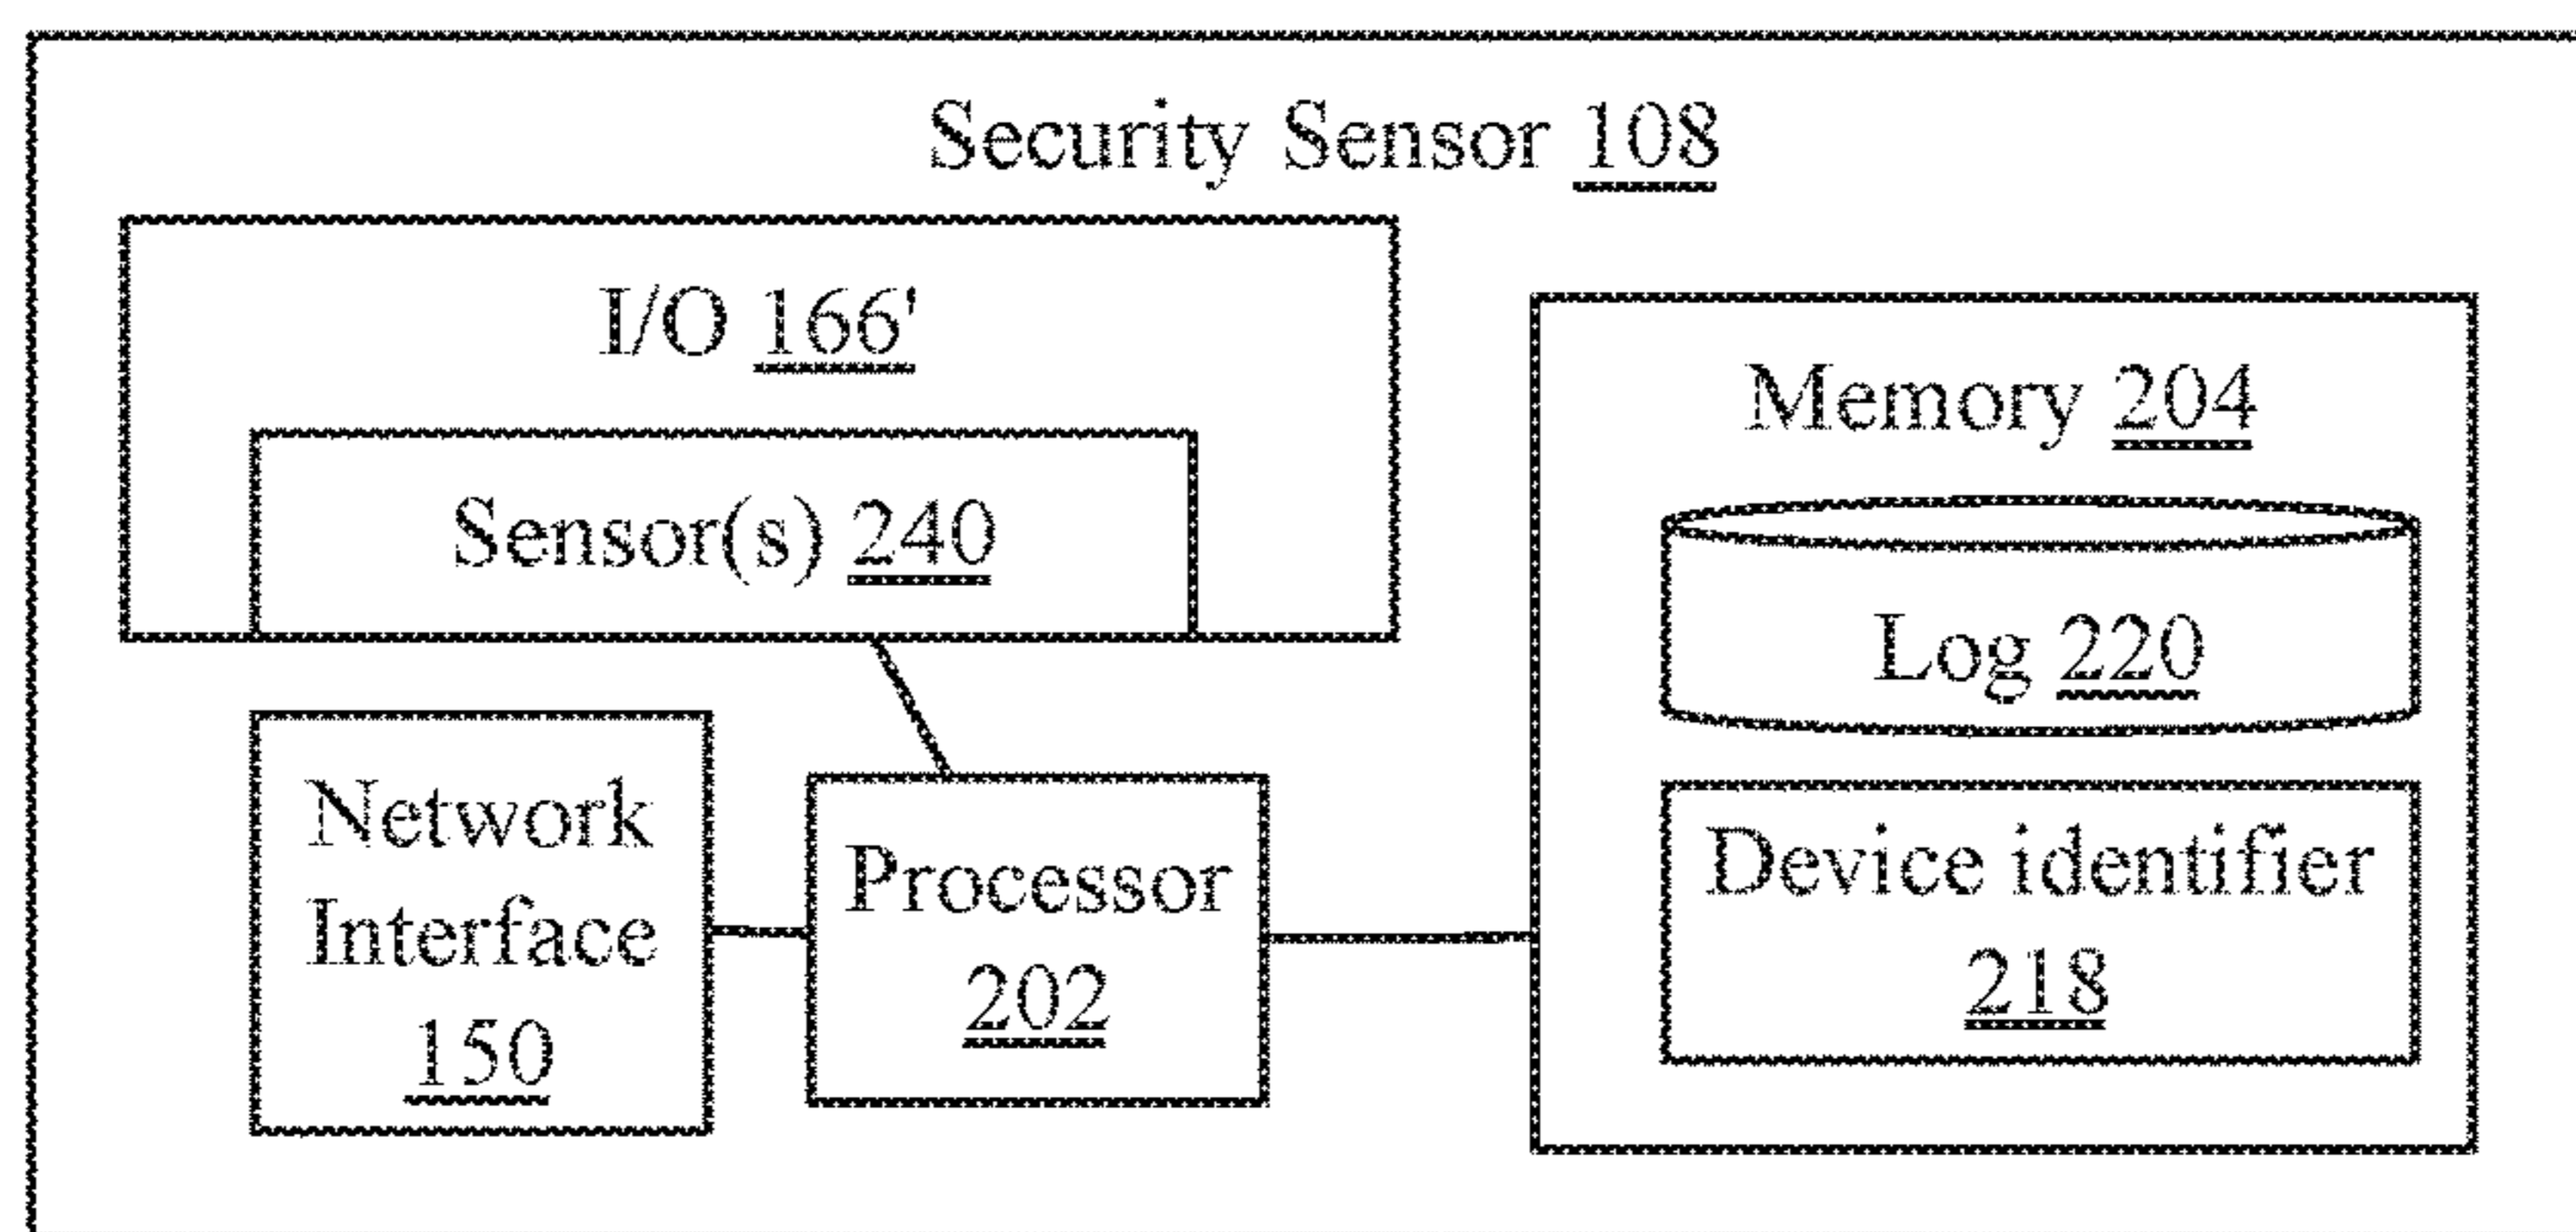 Security Sensor 108
I/O 166'
Sensor(s) 240
Memory 204
Log 220
Network
Interface
150
Processor
202
Device identifier
218